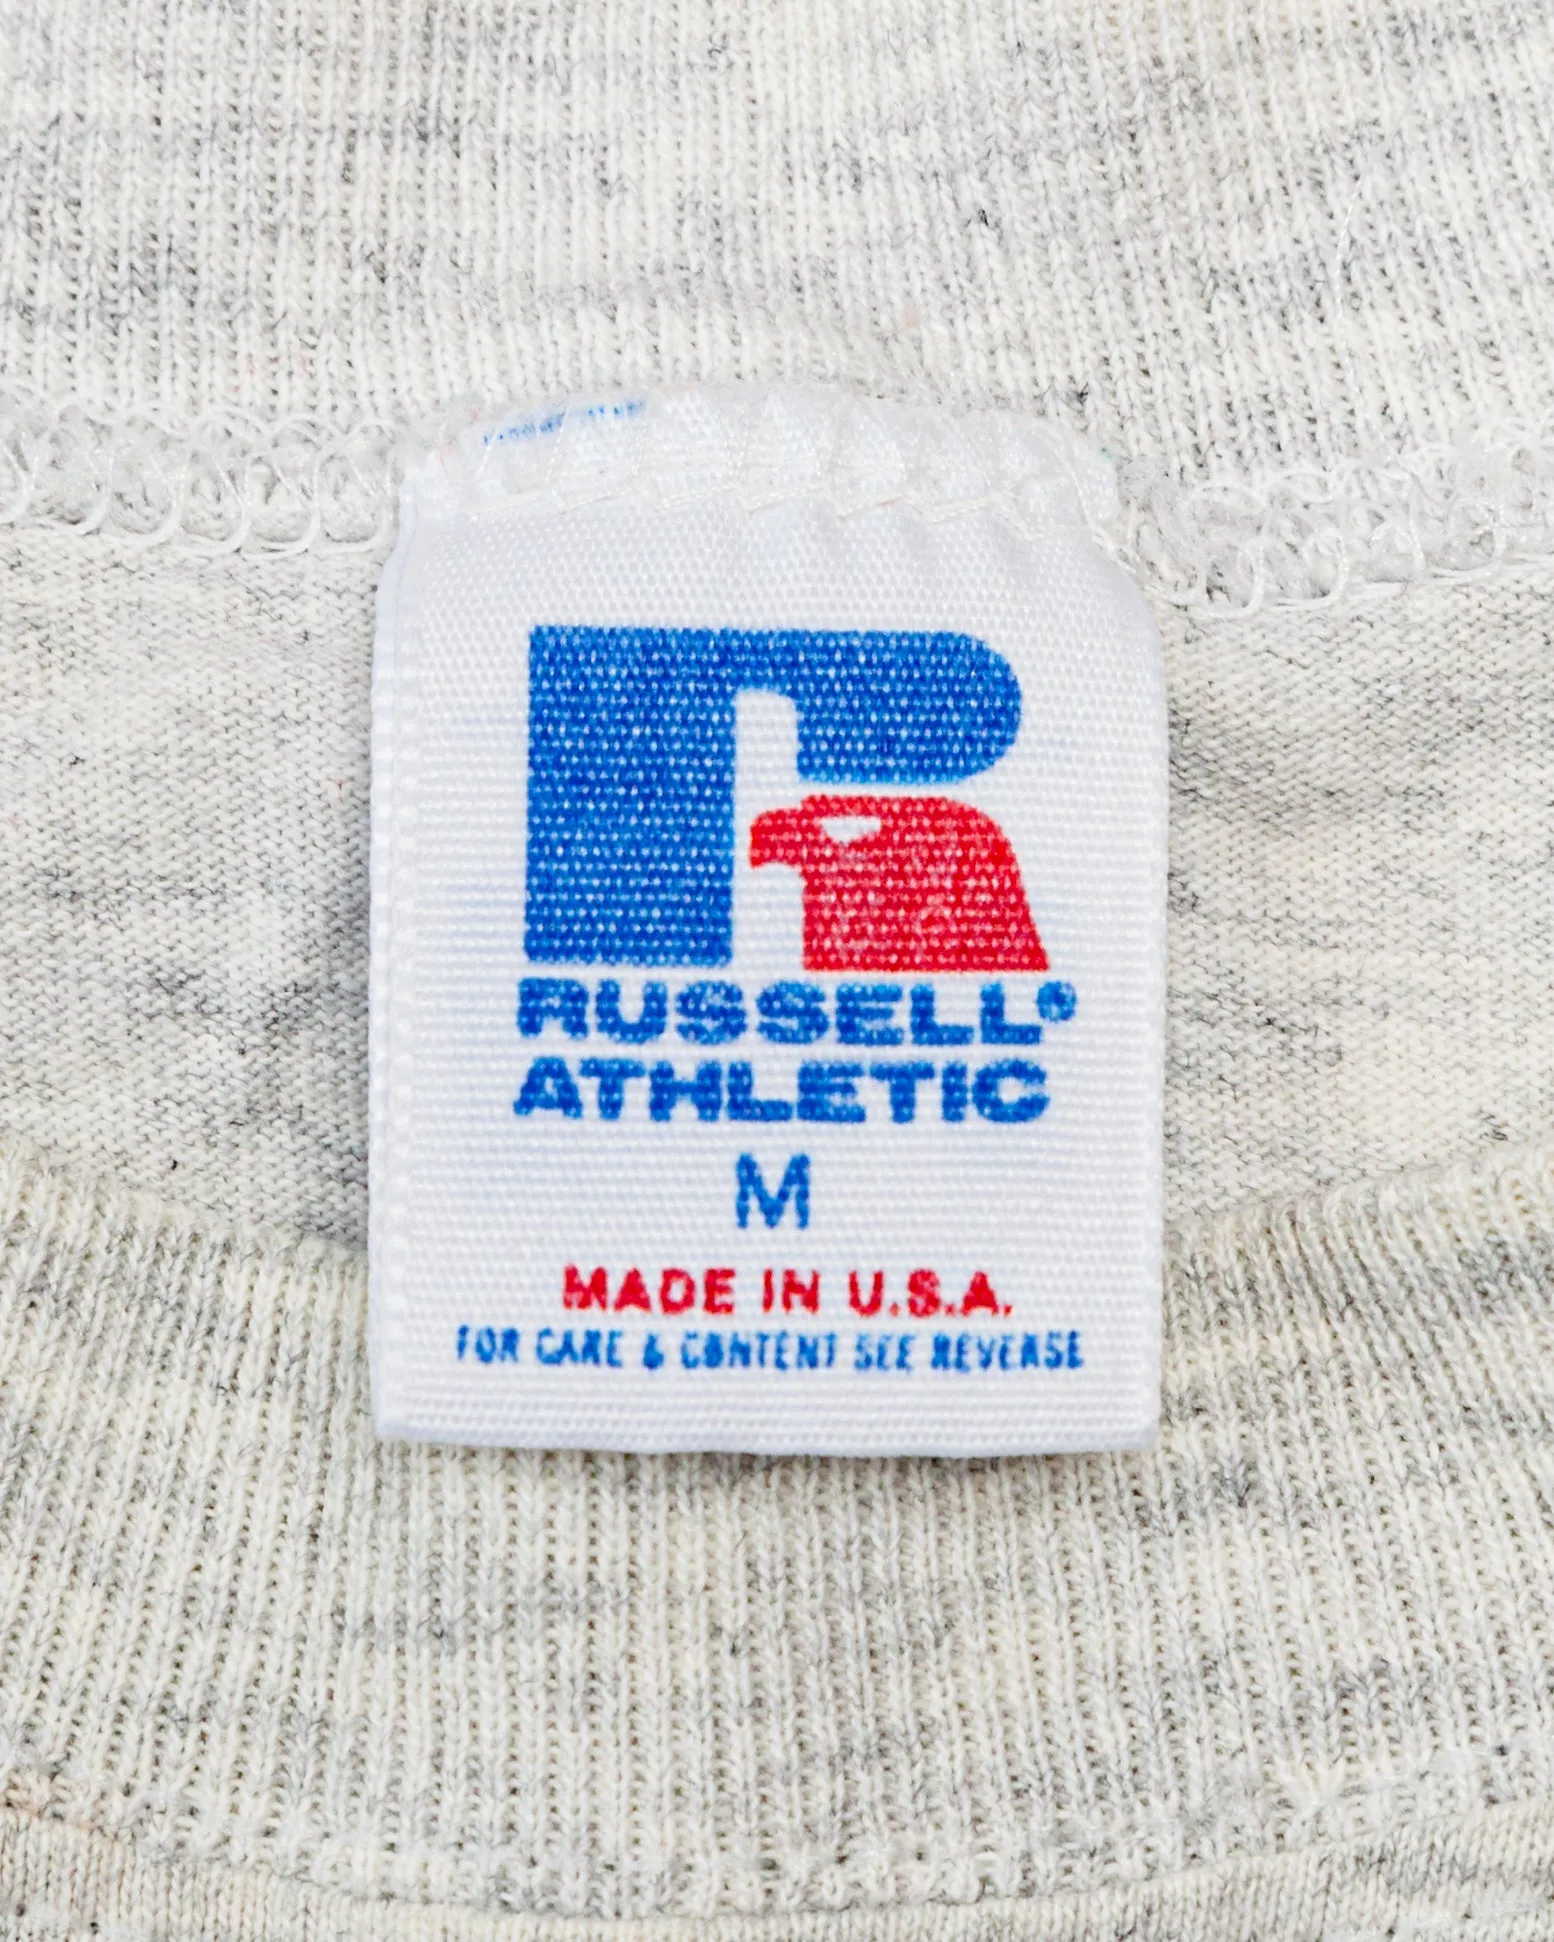 RUSSELL®
ATHLETIC
M
MADE IN U.S.A.
FOR CARE & CONTENT SEE REVERSE